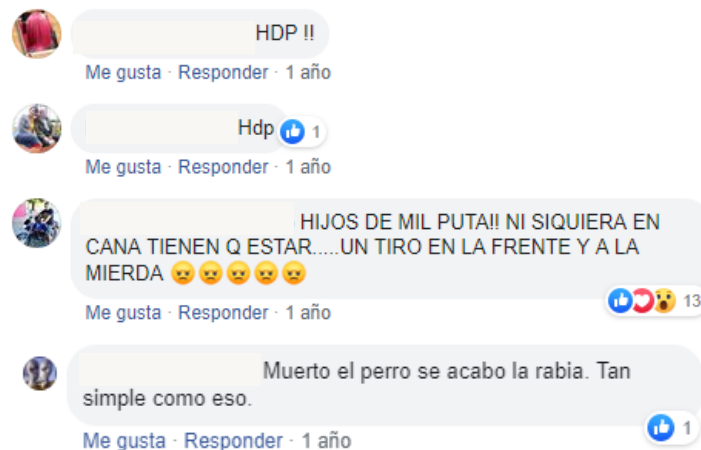 HDP !!
Me gusta · Responder · 1 año
Hdp
1
Me gusta · Responder · 1 año
HIJOS DE MIL PUTA!! NI SIQUIERA EN
CANA TIENEN Q ESTAR.....UN TIRO EN LA FRENTE Y A LA
MIERDA 😠😠😠😠😠
13
Me gusta · Responder · 1 año
Muerto el perro se acabo la rabia. Tan
simple como eso.
1
Me gusta · Responder · 1 año